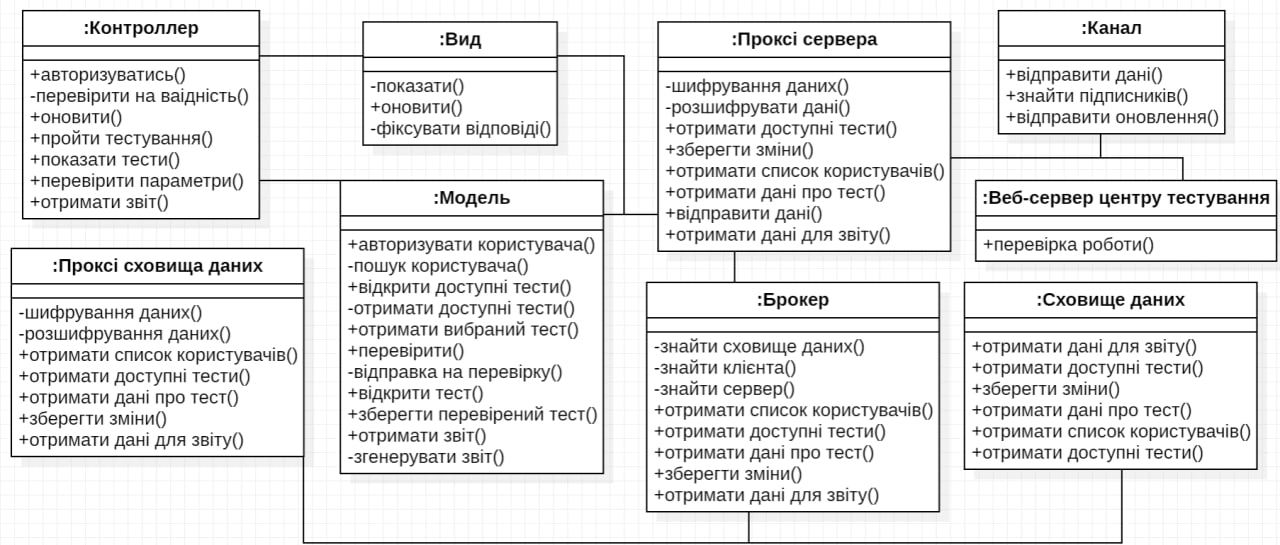 :Контроллер
+авторизуватись()
-перевірити на ваідність()
+оновити()
+пройти тестування()
+показати тести()
+перевірити параметри()
+отримати звіт()
:Вид
-показати()
+оновити()
-фіксувати відповіді()
:Проксі сервера
-шифрування даних()
-розшифрувати дані()
+отримати доступні тести()
+зберегти зміни()
+отримати список користувачів()
+отримати дані про тест()
+відправити дані()
+отримати дані для звіту()
:Канал
+відправити дані()
+знайти підписників()
+відправити оновлення()
:Веб-сервер центру тестування
+перевірка роботи()
:Модель
+авторизувати користувача()
-пошук користувача()
+відкрити доступні тести()
-отримати доступні тести()
+отримати вибраний тест()
+перевірити()
-відправка на перевірку()
+відкрити тест()
+зберегти перевірений тест()
+отримати звіт()
-згенерувати звіт()
:Проксі сховища даних
-шифрування даних()
-розшифрування даних()
+отримати список користувачів()
+отримати доступні тести()
+отримати дані про тест()
+зберегти зміни()
+отримати дані для звіту()
:Брокер
-знайти сховище даних()
-знайти клієнта()
-знайти сервер()
+отримати список користувачів()
+отримати доступні тести()
+отримати дані про тест()
+зберегти зміни()
+отримати дані для звіту()
:Сховище даних
+отримати дані для звіту()
+отримати доступні тести()
+зберегти зміни()
+отримати дані про тест()
+отримати список користувачів()
+отримати доступні тести()